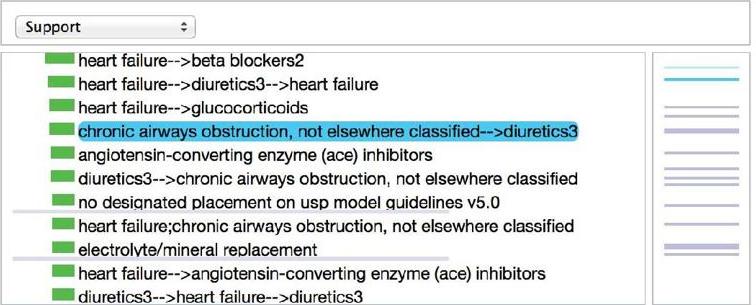 Support
heart failure-->beta blockers2
heart failure-->diuretics3-->heart failure
heart failure-->glucocorticoids
chronic airways obstruction, not elsewhere classified-->diuretics3
angiotensin-converting enzyme (ace) inhibitors
diuretics3-->chronic airways obstruction, not elsewhere classified
no designated placement on usp model guidelines v5.0
heart failure;chronic airways obstruction, not elsewhere classified
electrolyte/mineral replacement
heart failure-->angiotensin-converting enzyme (ace) inhibitors
diuretics3-->heart failure-->diuretics3